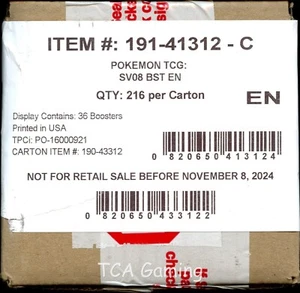 ITEM #: 191-41312 - C
POKEMON TCG:
SV08 BST EN
QTY: 216 per Carton
EN
Display Contains: 36 Boosters
Printed in USA
TPCi: PO-16000921
CARTON ITEM #: 190-43312
0 820650 413124
NOT FOR RETAIL SALE BEFORE NOVEMBER 8, 2024
0 820650 433122
TCA Gaming